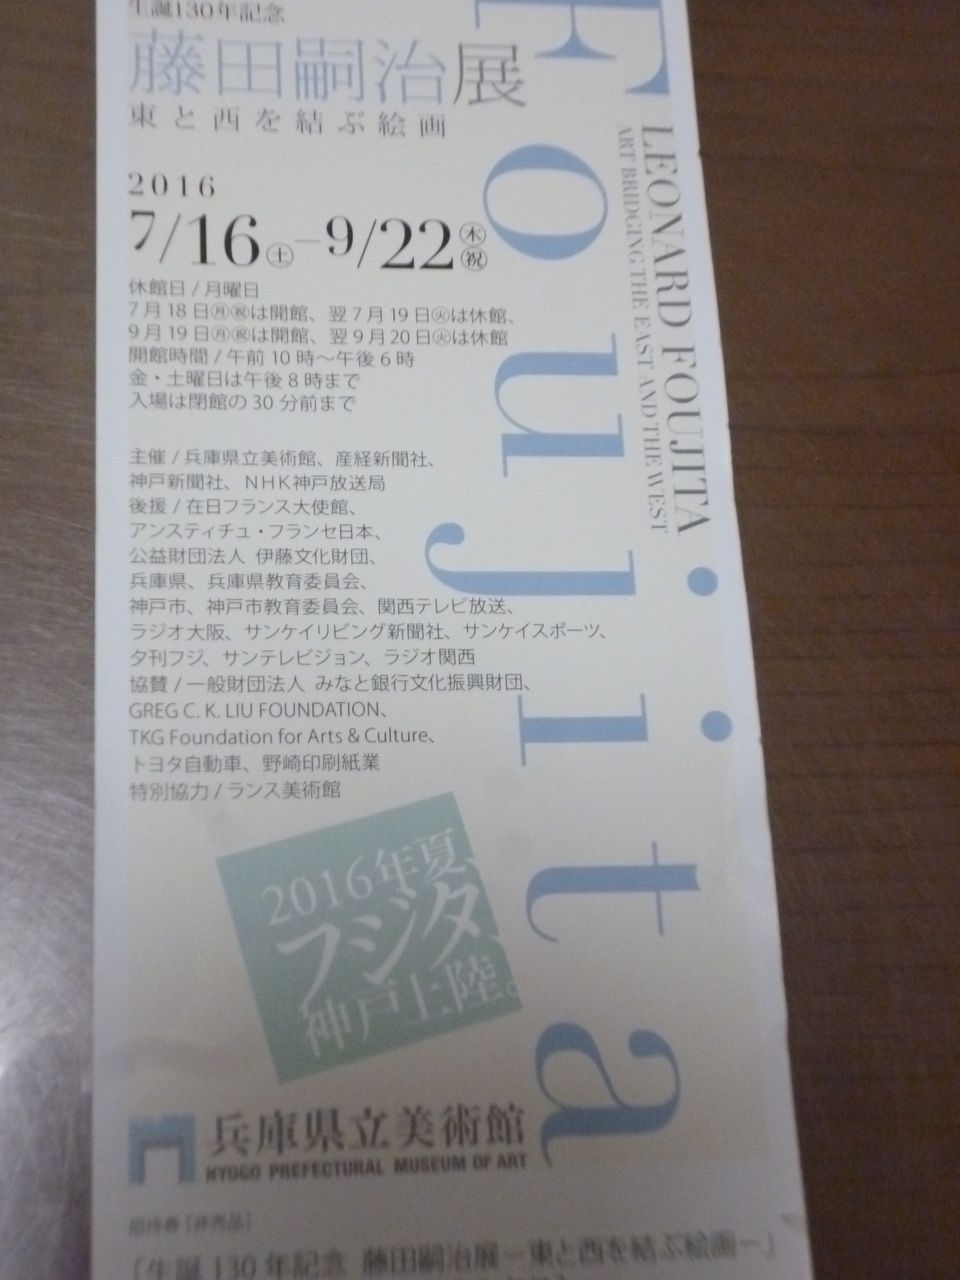 生誕130年記念
藤田嗣治展
東と西を結ぶ絵画
2016
7/16㊏–9/22㊍㊗
休館日/月曜日
7月18日㊊㊗は開館、翌7月19日㊋は休館、
9月19日㊊㊗は開館、翌9月20日㊋は休館
開館時間/午前10時～午後6時
金・土曜日は午後8時まで
入場は閉館の30分前まで
主催/兵庫県立美術館、産経新聞社、
神戸新聞社、NHK神戸放送局
後援/在日フランス大使館、
アンスティチュ・フランセ日本、
公益財団法人 伊藤文化財団、
兵庫県、兵庫県教育委員会、
神戸市、神戸市教育委員会、関西テレビ放送、
ラジオ大阪、サンケイリビング新聞社、サンケイスポーツ、
夕刊フジ、サンテレビジョン、ラジオ関西
協賛/一般財団法人 みなと銀行文化振興財団、
GREG C. K. LIU FOUNDATION、
TKG Foundation for Arts & Culture、
トヨタ自動車、野崎印刷紙業
特別協力/ランス美術館
Foujita
LEONARD FOUJITA
ART BRIDGING THE EAST AND THE WEST
2016年夏、
フジタ、
神戸上陸。
兵庫県立美術館
HYOGO PREFECTURAL MUSEUM OF ART
招待券「非売品」
「生誕130年記念 藤田嗣治展―東と西を結ぶ絵画―」